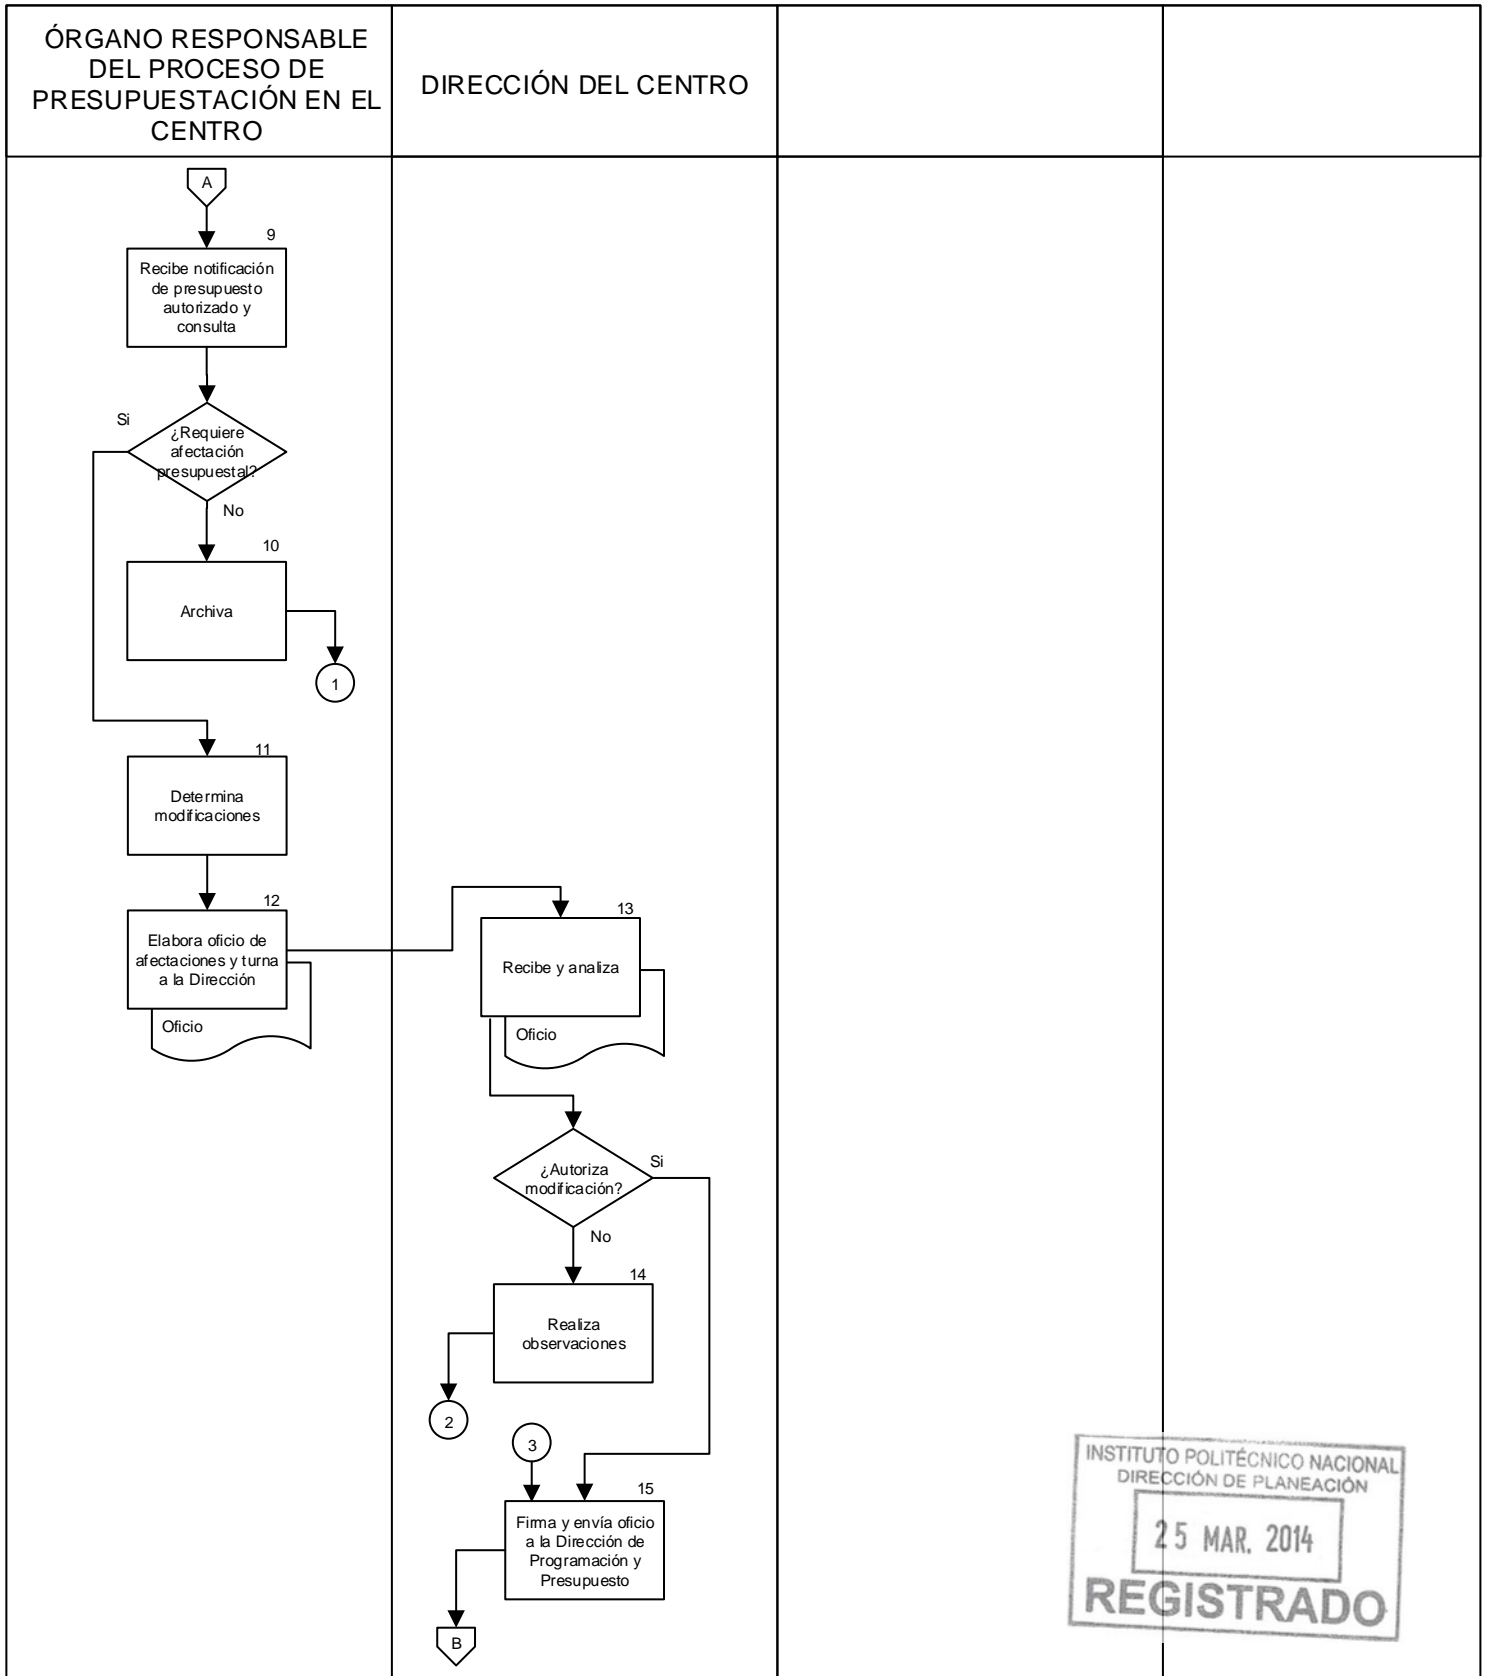 ÓRGANO RESPONSABLE
DEL PROCESO DE
PRESUPUESTACIÓN EN EL
CENTRO
DIRECCIÓN DEL CENTRO
A
9
Recibe notificación
de presupuesto
autorizado y
consulta
Si
¿Requiere
afectación
presupuestal?
No
10
Archiva
1
11
Determina
modificaciones
12
Elabora oficio de
afectaciones y turna
a la Dirección
Oficio
13
Recibe y analiza
Oficio
¿Autoriza
modificación?
Si
No
14
Realiza
observaciones
2
3
15
Firma y envía oficio
a la Dirección de
Programación y
Presupuesto
B
INSTITUTO POLITÉCNICO NACIONAL
DIRECCIÓN DE PLANEACIÓN
25 MAR. 2014
REGISTRADO